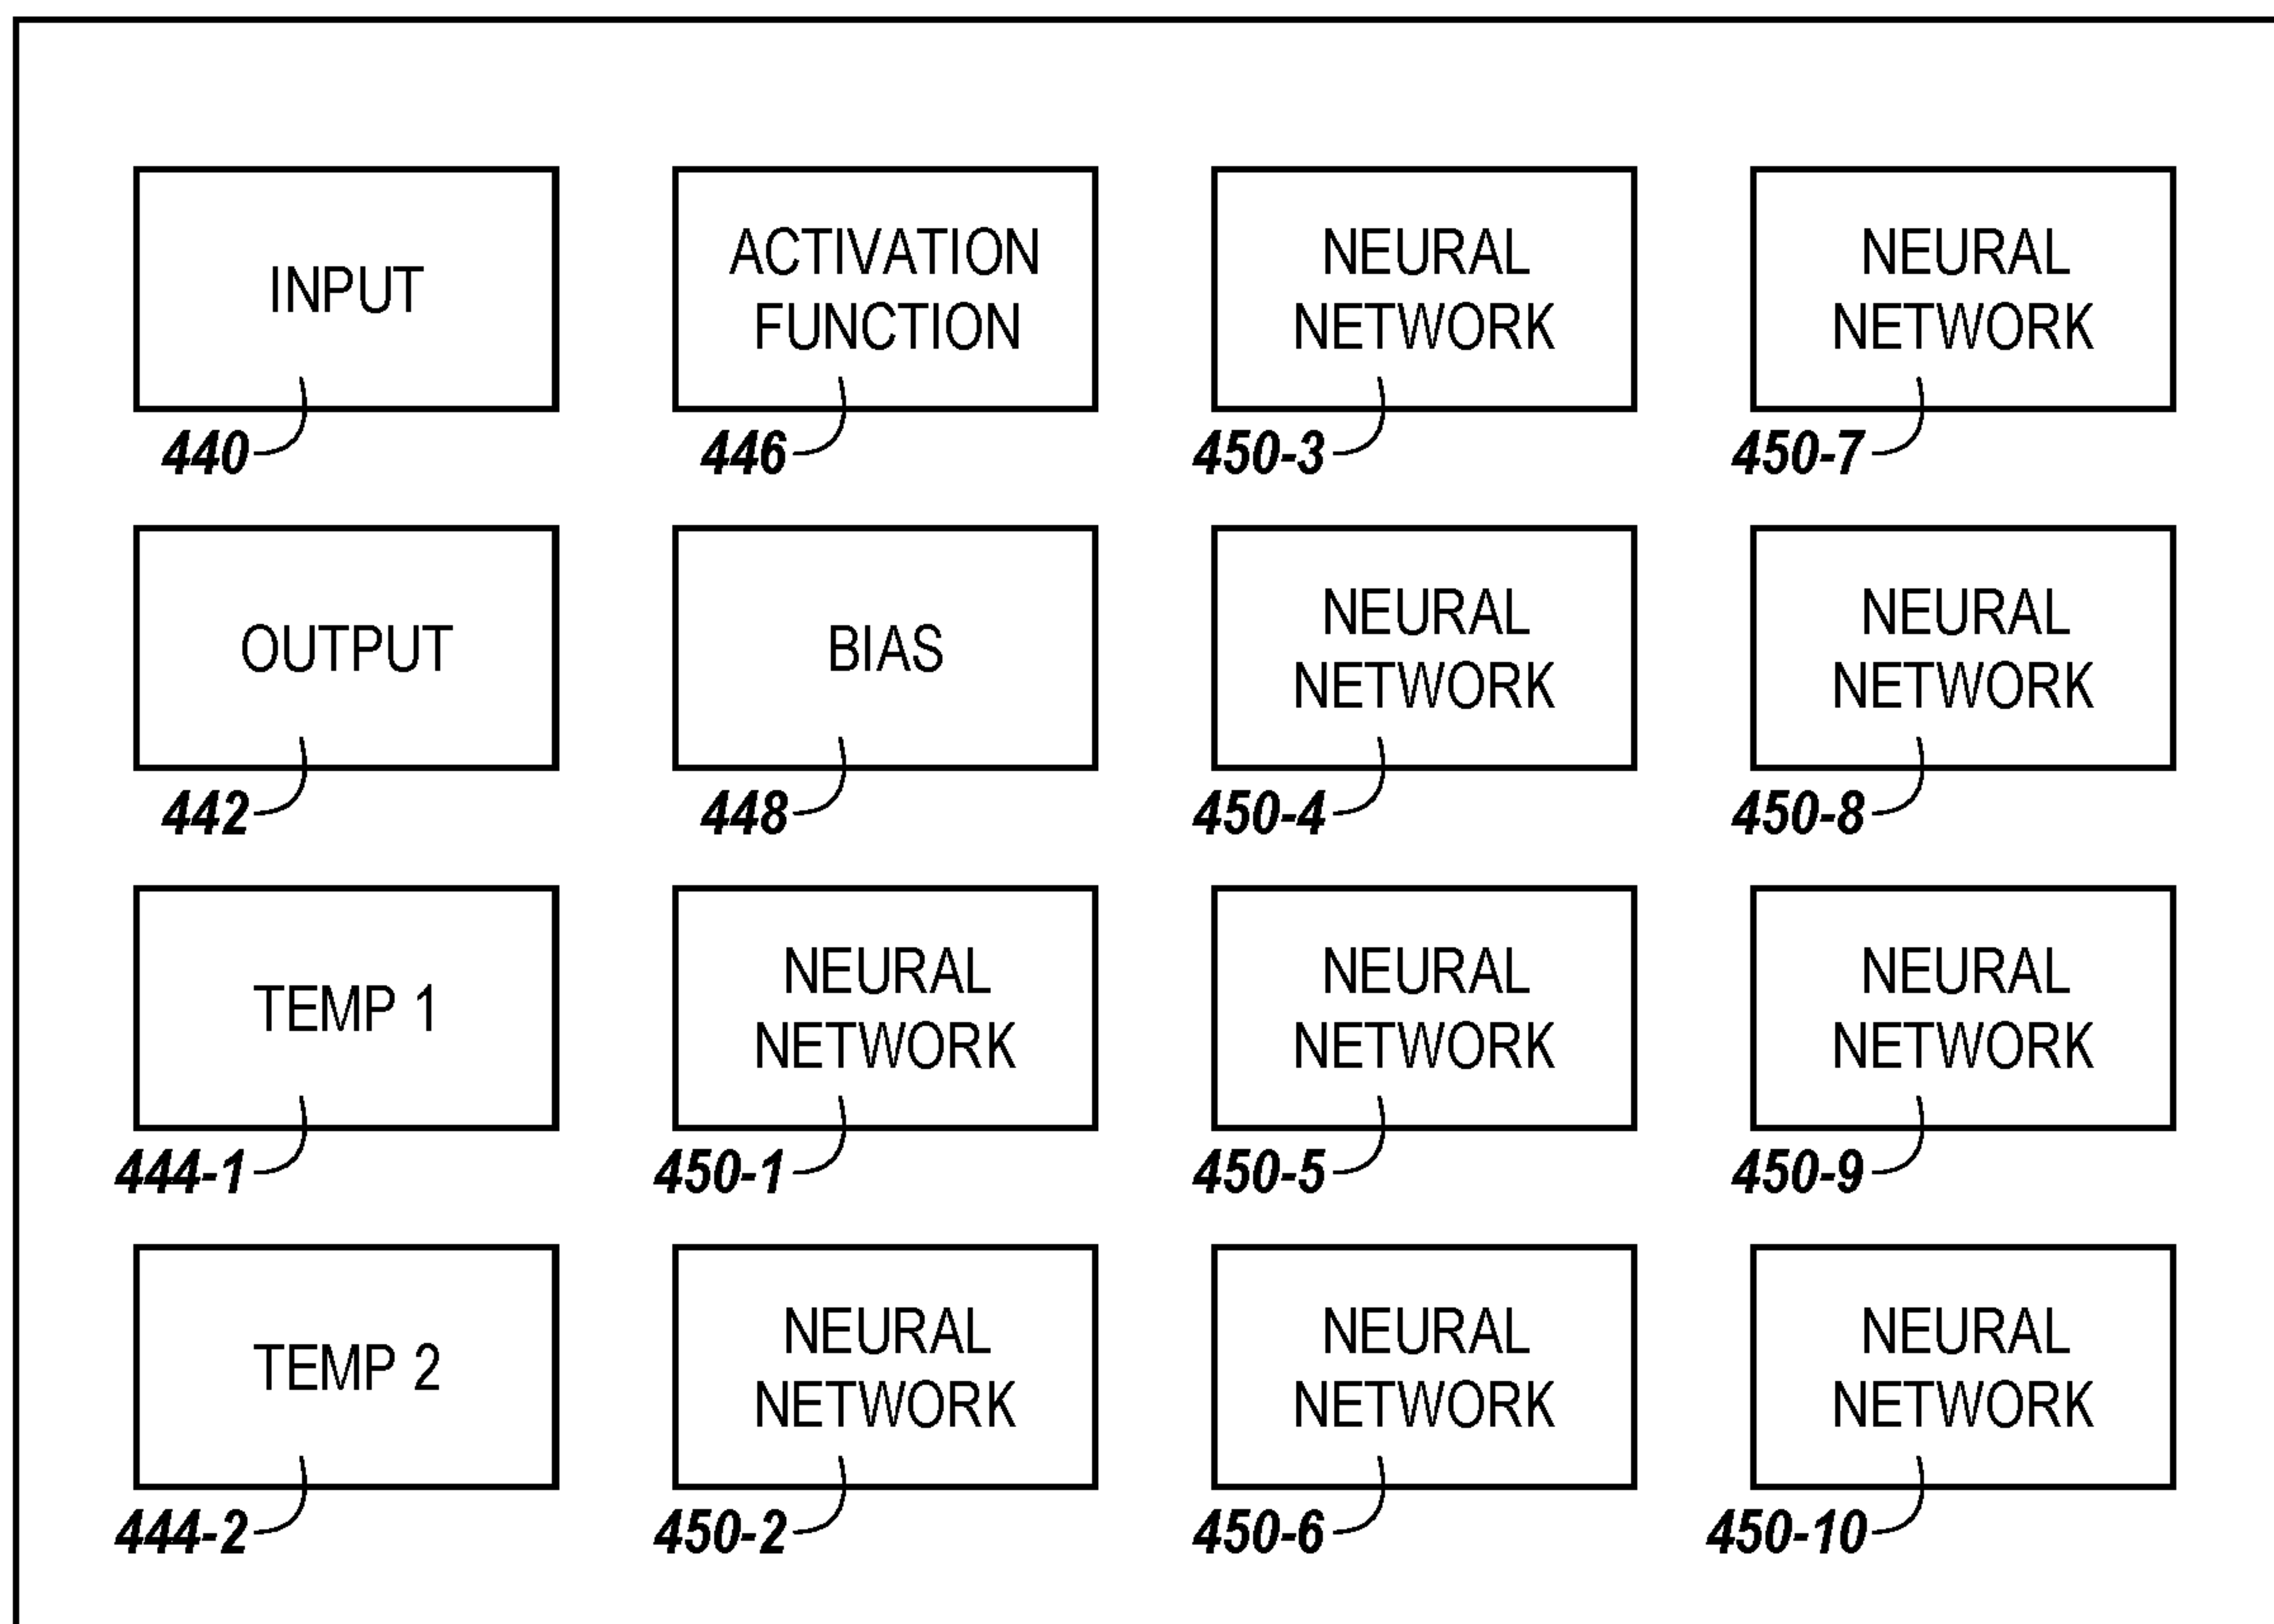 INPUT
440
ACTIVATION
FUNCTION
446
NEURAL
NETWORK
450-3
NEURAL
NETWORK
450-7
OUTPUT
442
BIAS
448
NEURAL
NETWORK
450-4
NEURAL
NETWORK
450-8
TEMP 1
444-1
NEURAL
NETWORK
450-1
NEURAL
NETWORK
450-5
NEURAL
NETWORK
450-9
TEMP 2
444-2
NEURAL
NETWORK
450-2
NEURAL
NETWORK
450-6
NEURAL
NETWORK
450-10